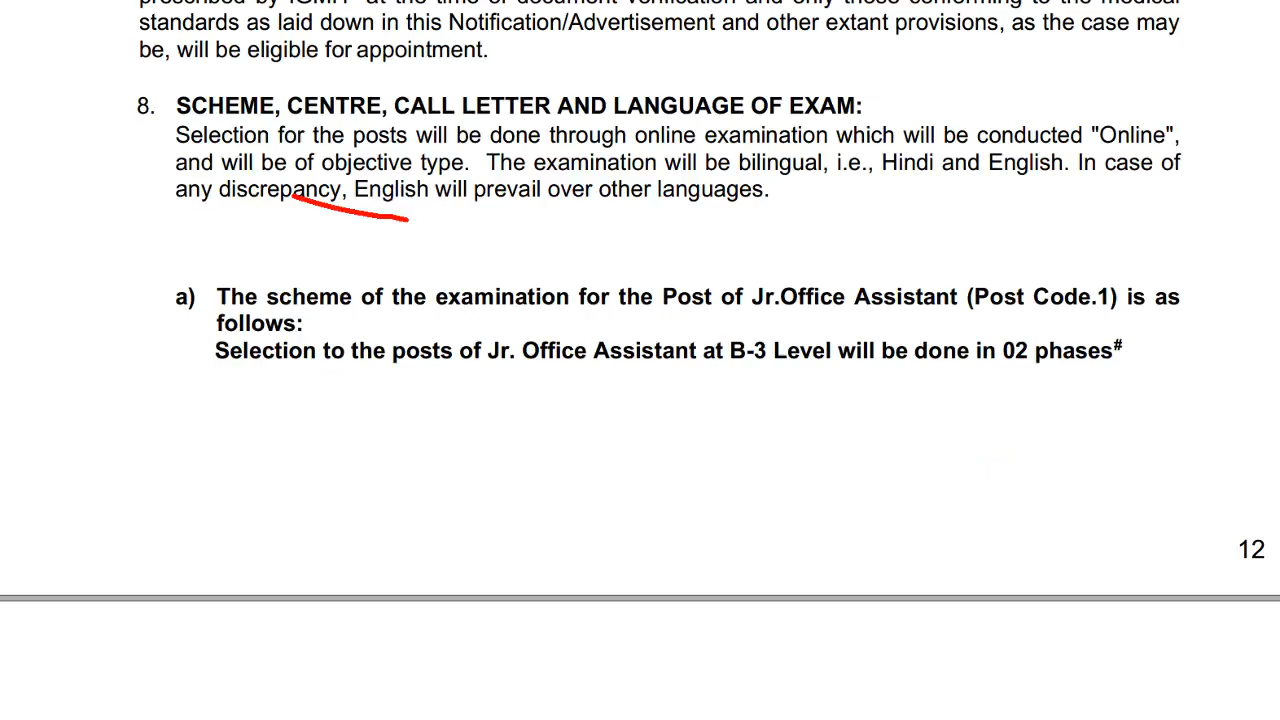 standards as laid down in this Notification/Advertisement and other extant provisions, as the case may
be, will be eligible for appointment.
8. SCHEME, CENTRE, CALL LETTER AND LANGUAGE OF EXAM:
Selection for the posts will be done through online examination which will be conducted "Online",
and will be of objective type. The examination will be bilingual, i.e., Hindi and English. In case of
any discrepancy, English will prevail over other languages.
a) The scheme of the examination for the Post of Jr.Office Assistant (Post Code.1) is as
follows:
Selection to the posts of Jr. Office Assistant at B-3 Level will be done in 02 phases#
12